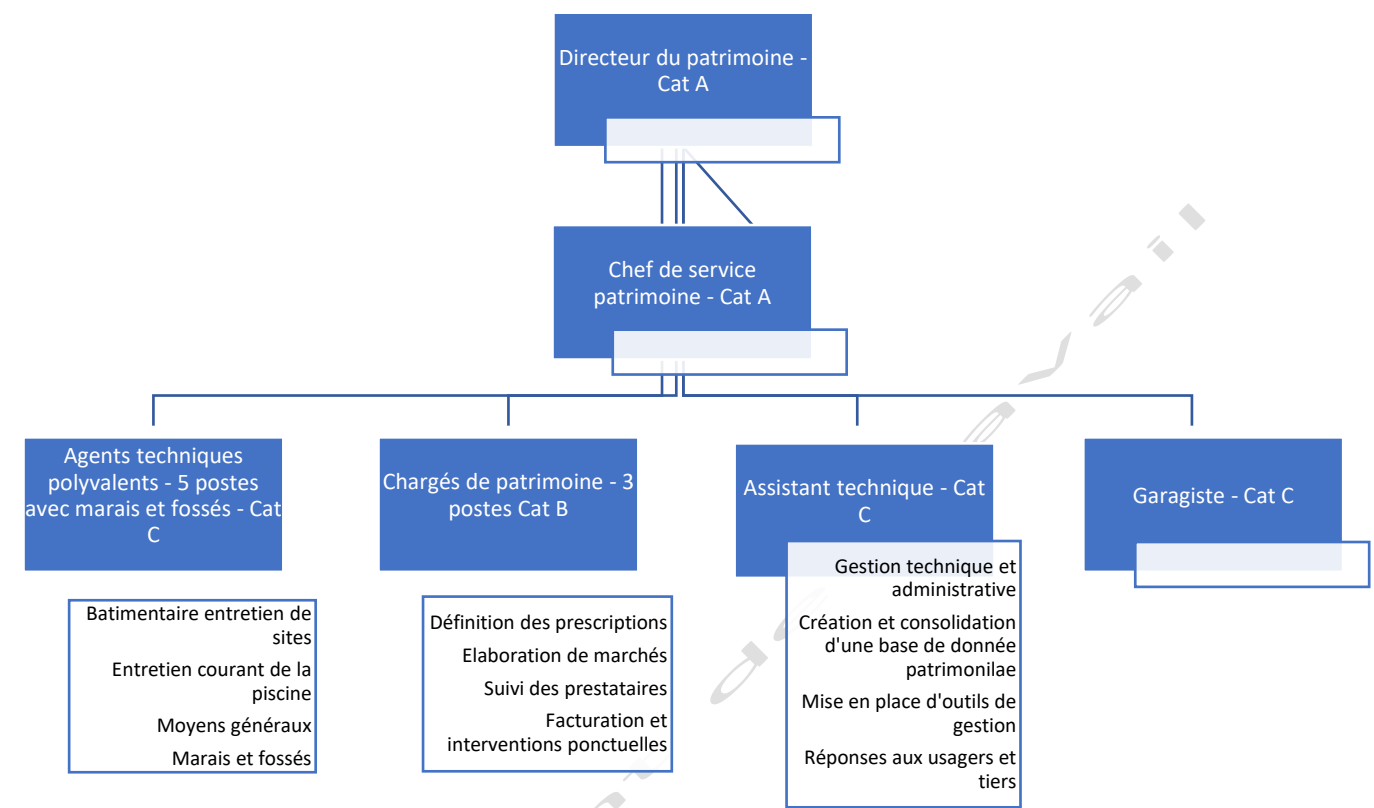 Directeur du patrimoine -
Cat A
Chef de service
patrimoine - Cat A
Agents techniques
polyvalents - 5 postes
avec marais et fossés - Cat
C
Batimentaire entretien de
sites
Entretien courant de la
piscine
Moyens généraux
Marais et fossés
Chargés de patrimoine - 3
postes Cat B
Définition des prescriptions
Elaboration de marchés
Suivi des prestataires
Facturation et
interventions ponctuelles
Assistant technique - Cat
C
Gestion technique et
administrative
Création et consolidation
d'une base de donnée
patrimonilae
Mise en place d'outils de
gestion
Réponses aux usagers et
tiers
Garagiste - Cat C